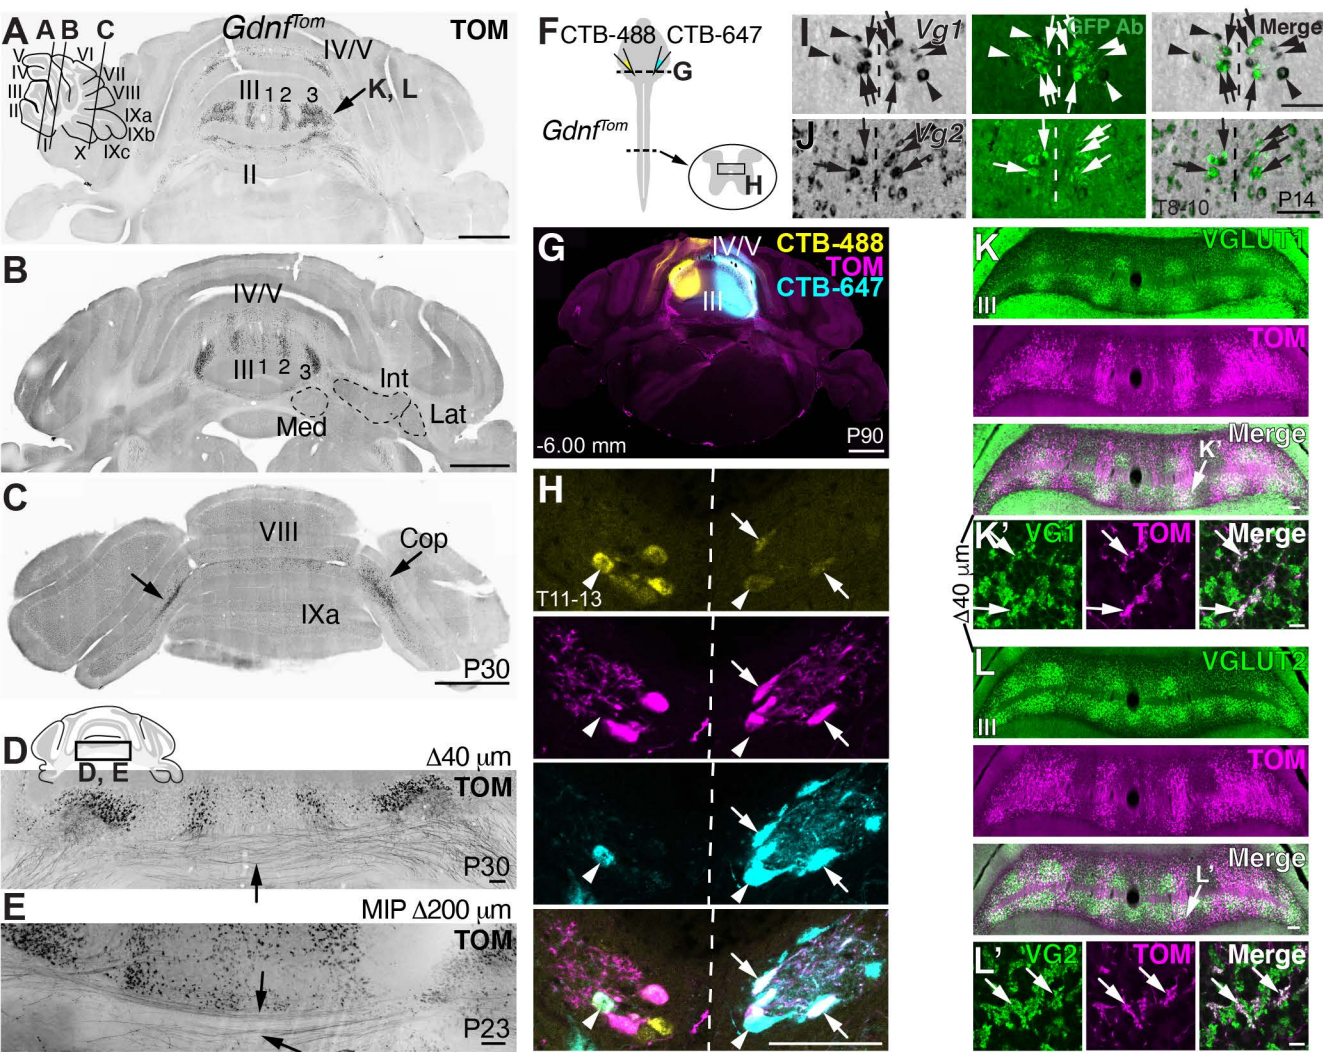 A
A B C
V
VI
IV
VII
III
VIII
II
IXa
I
IXb
X
IXc
Gdnf^Tom
TOM
IV/V
III 1 2 3
K, L
II
B
IV/V
III 1 2 3
Int
Med
Lat
C
VIII
Cop
IXa
P30
D
D, E
Δ40 μm
TOM
P30
E
MIP Δ200 μm
TOM
P23
F
CTB-488 CTB-647
G
Gdnf^Tom
H
G
IV/V
CTB-488
TOM
CTB-647
III
-6.00 mm
P90
H
T11-13
I
Vg1
GFP Ab
Merge
J
Vg2
T8-10
P14
K
VGLUT1
III
TOM
Merge
K'
K'
VG1
TOM
Merge
Δ40 μm
L
VGLUT2
III
TOM
Merge
L'
L'
VG2
TOM
Merge